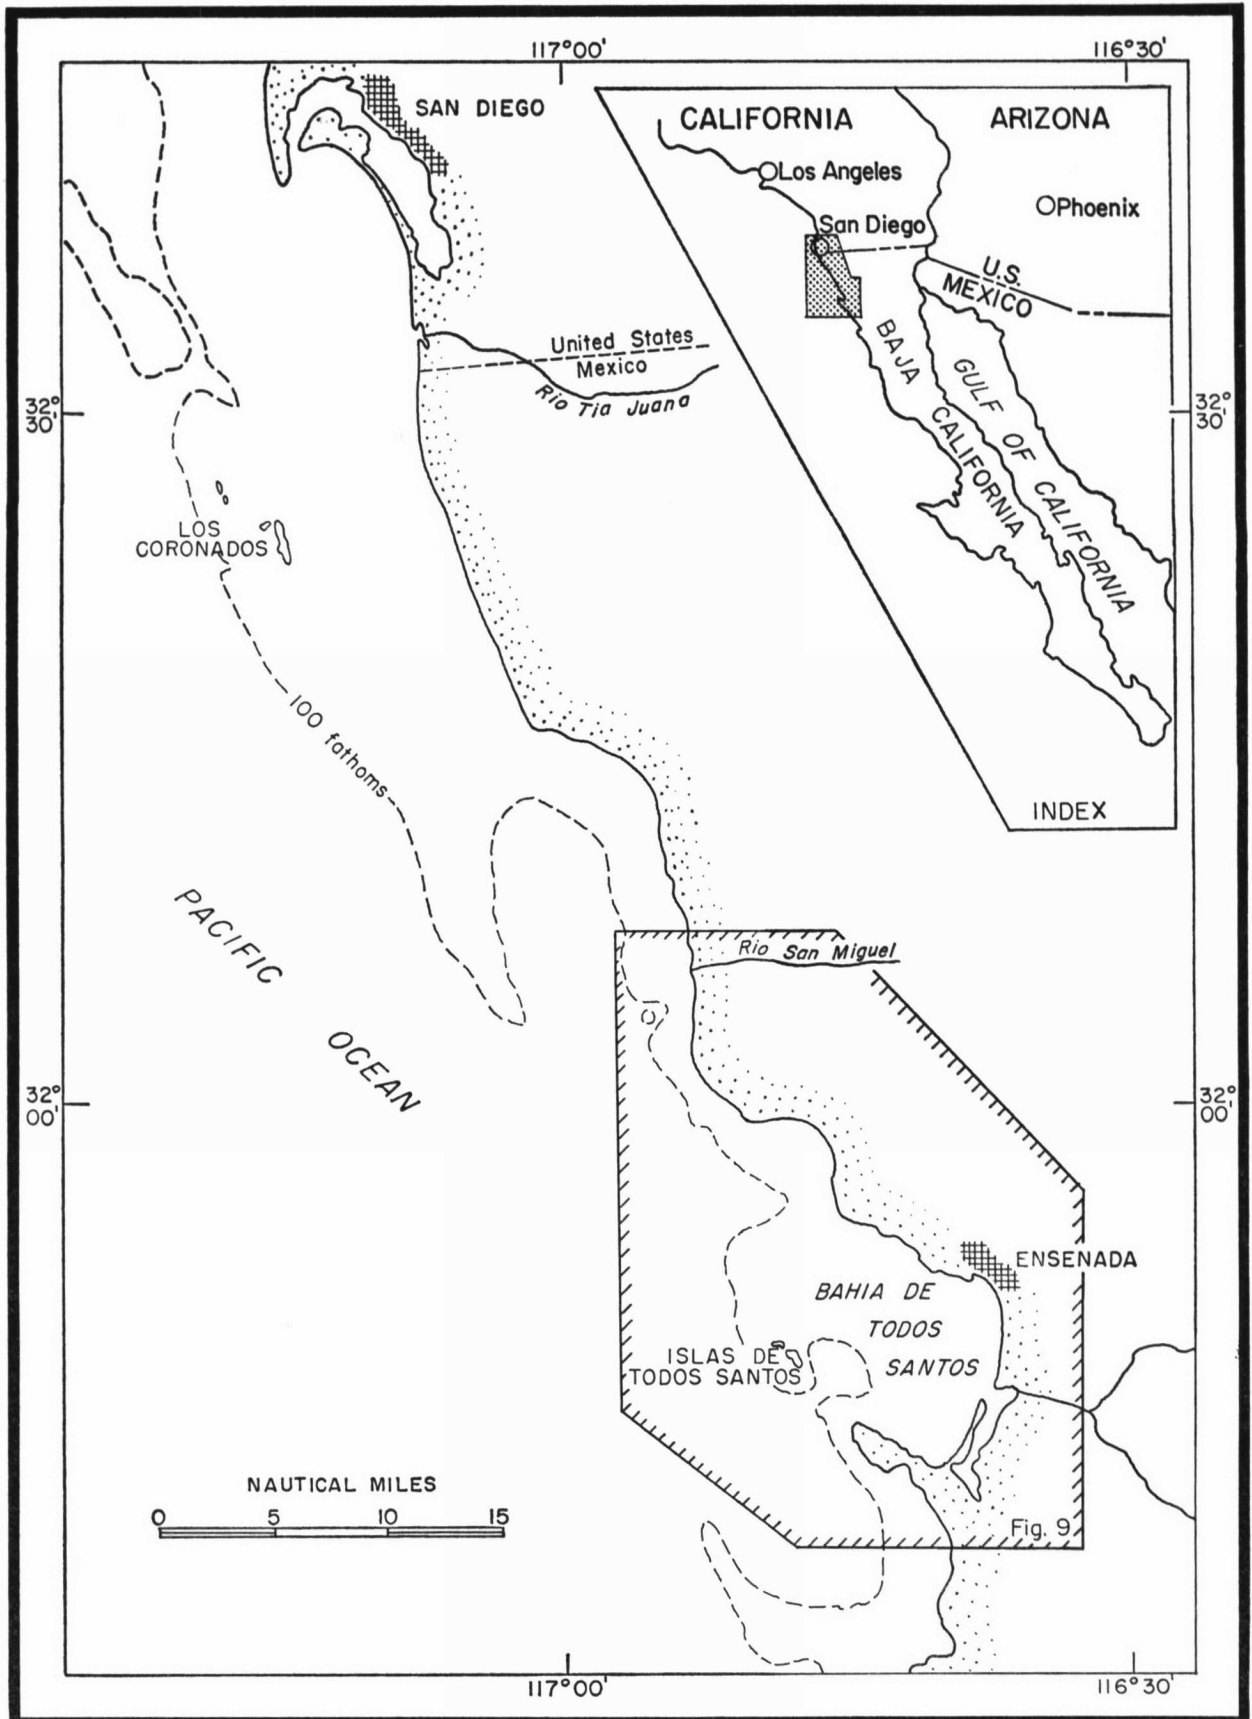 117°00'
116°30'
SAN DIEGO
CALIFORNIA
ARIZONA
Los Angeles
Phoenix
San Diego
U.S.
MEXICO
BAJA
CALIFORNIA
GULF OF CALIFORNIA
INDEX
United States
Mexico
Rio Tia Juana
32°
30'
32°
30'
LOS
CORONADOS
100 fathoms
PACIFIC
OCEAN
Rio San Miguel
32°
00'
32°
00'
ENSENADA
BAHIA DE
TODOS
SANTOS
ISLAS DE
TODOS SANTOS
NAUTICAL MILES
0 5 10 15
Fig. 9
117°00'
116°30'